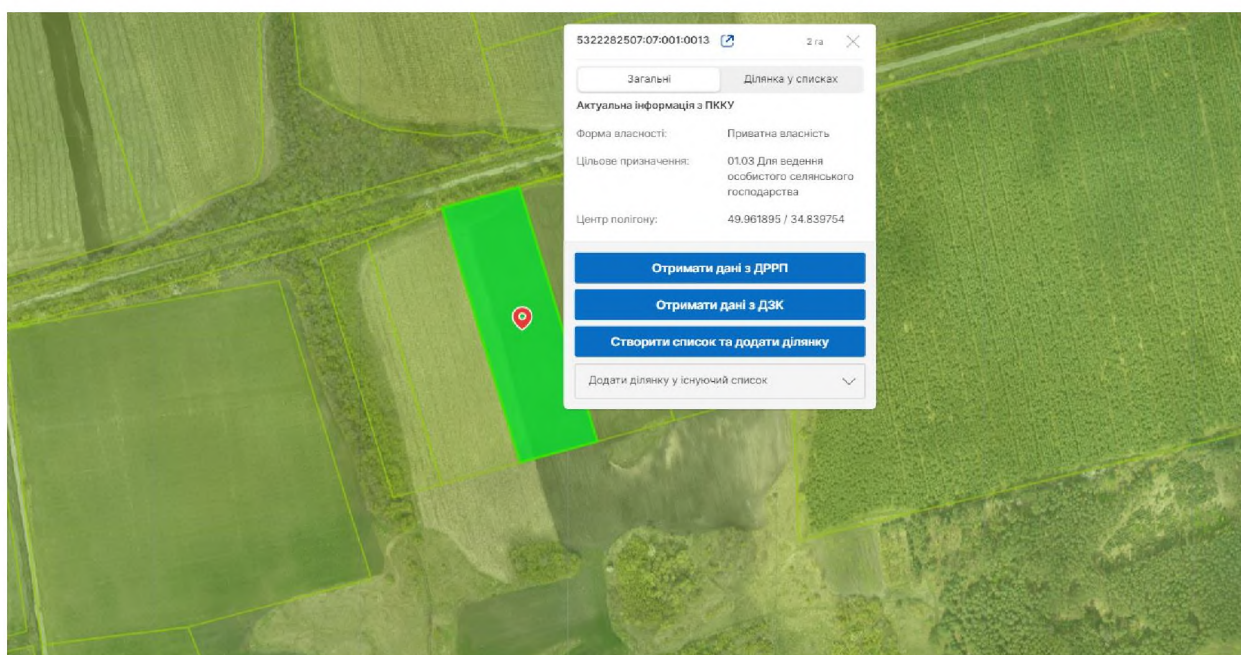 5322282507:07:001:0013 2 га
Загальні Ділянка у списках
Актуальна інформація з ПККУ
Форма власності: Приватна власність
Цільове призначення: 01.03 Для ведення
особистого селянського
господарства
Центр полігону: 49.961895 / 34.839754
Отримати дані з ДРРП
Отримати дані з ДЗК
Створити список та додати ділянку
Додати ділянку у існуючий список